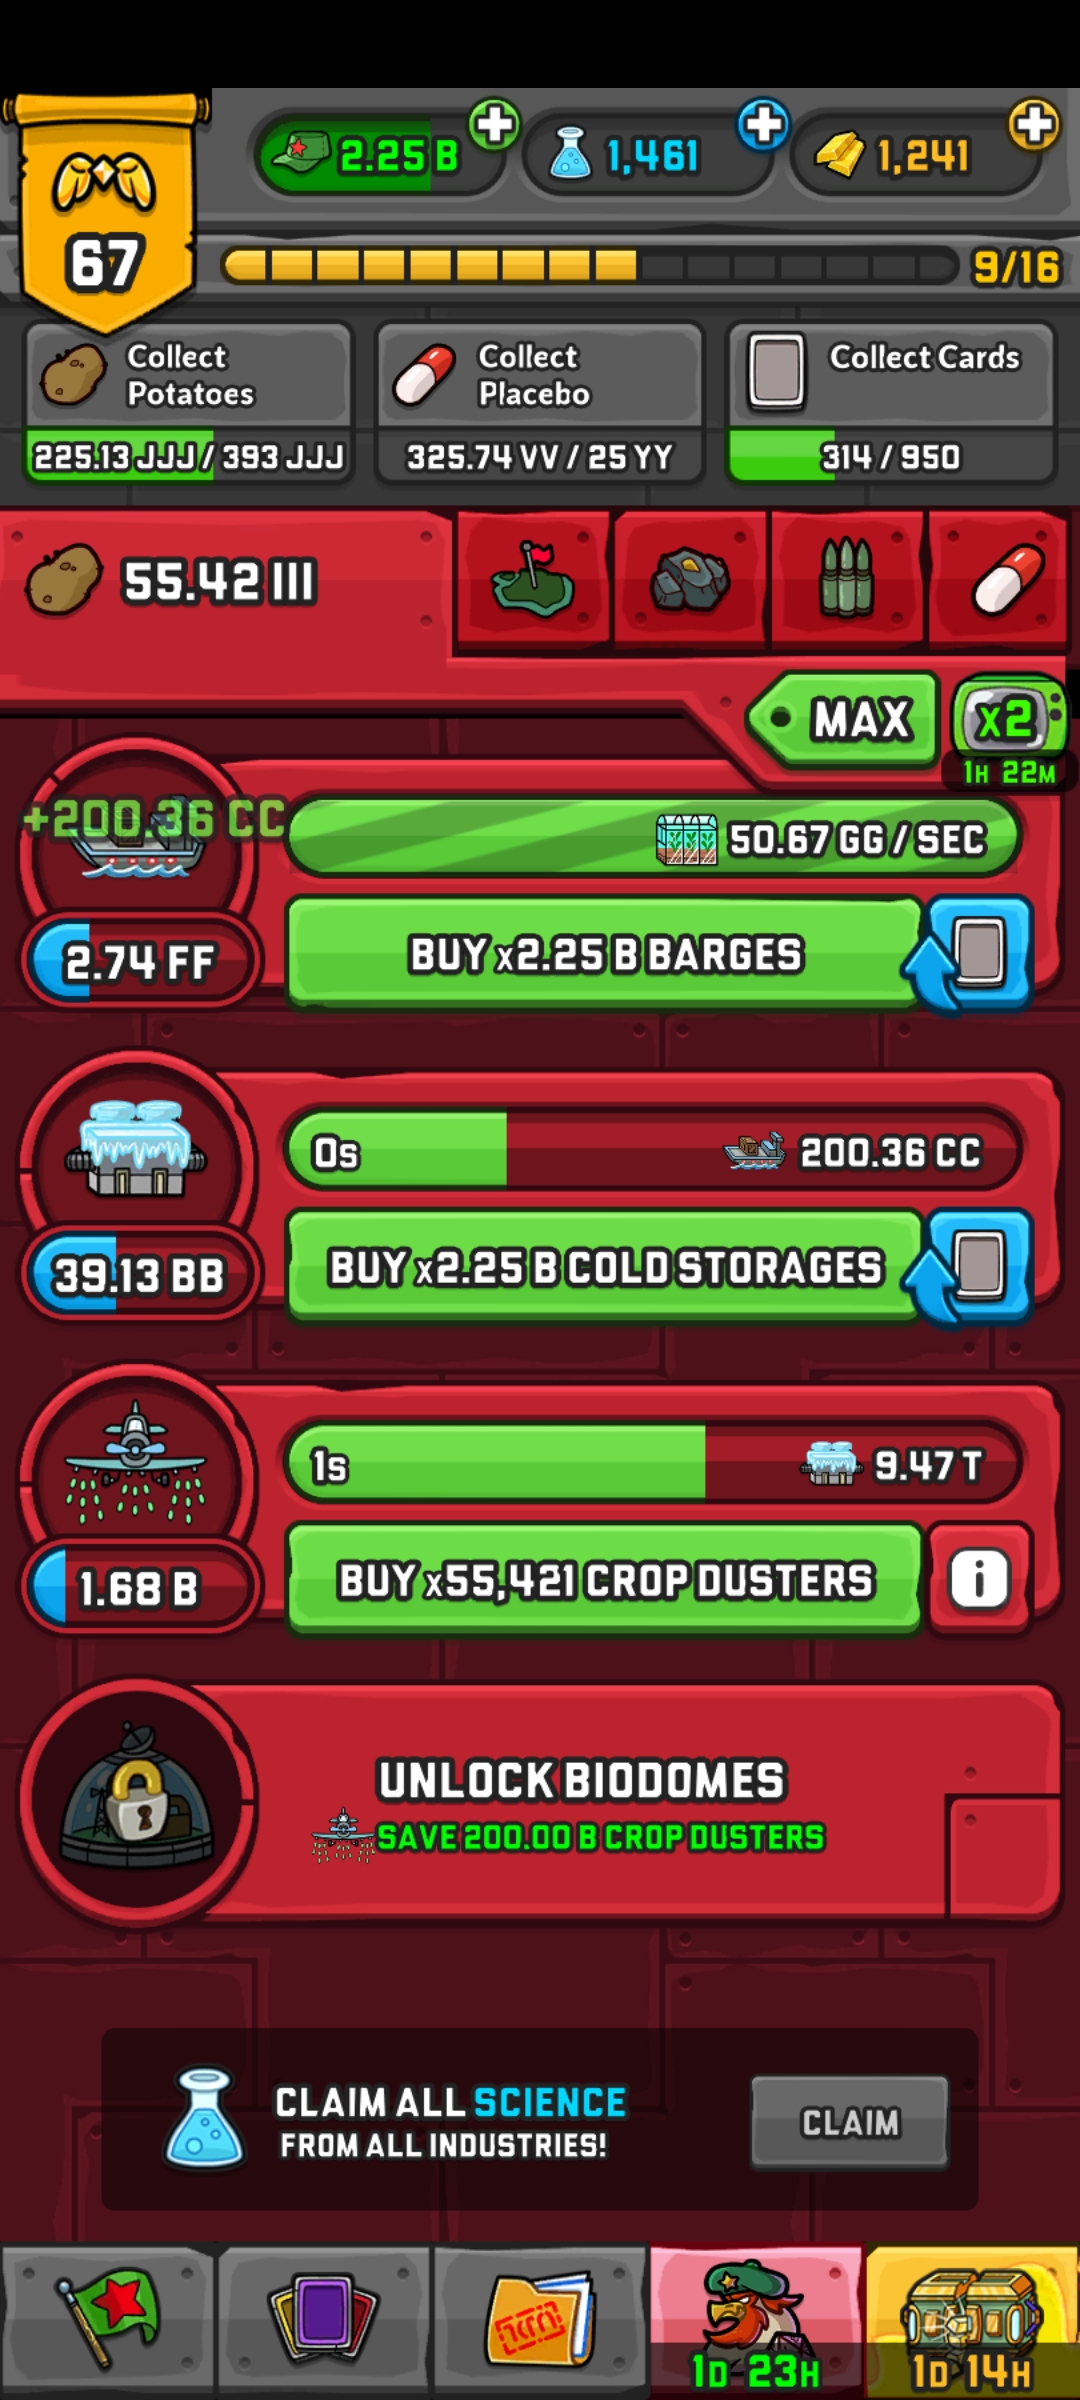 2.25 B
1,461
1,241
67
9/16
Collect
Potatoes
225.13 JJJ / 393 JJJ
Collect
Placebo
325.74 VV / 25 YY
Collect Cards
314 / 950
55.42 III
MAX
x2
1H 22M
+200.36 CC
50.67 GG / SEC
2.74 FF
BUY x2.25 B BARGES
0s
200.36 CC
39.13 BB
BUY x2.25 B COLD STORAGES
1s
9.47 T
1.68 B
BUY x55,421 CROP DUSTERS
i
UNLOCK BIODOMES
SAVE 200.00 B CROP DUSTERS
CLAIM ALL SCIENCE
FROM ALL INDUSTRIES!
CLAIM
1D 23H
1D 14H